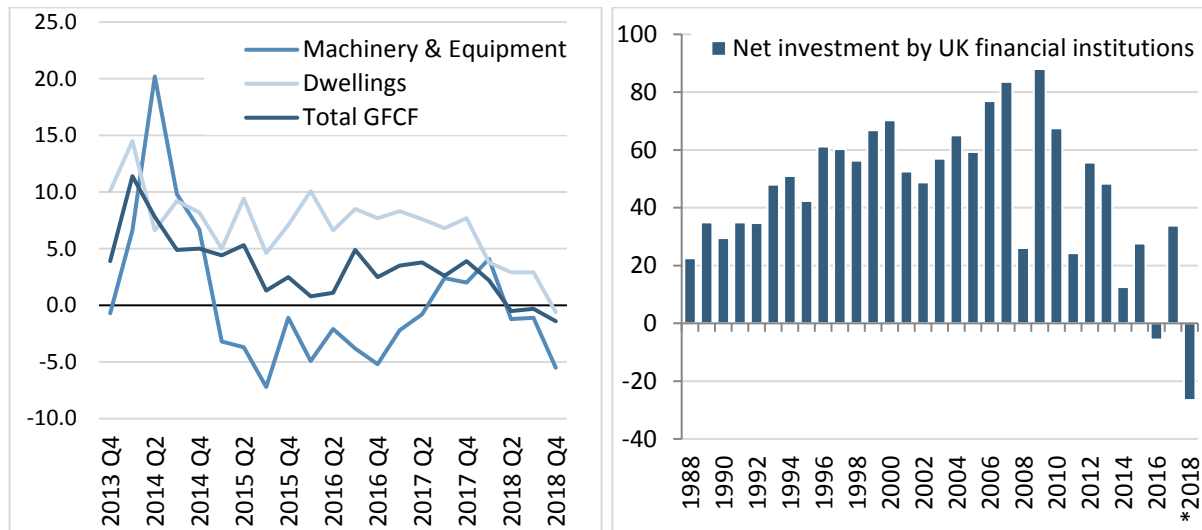 25.0
20.0
15.0
10.0
5.0
0.0
-5.0
-10.0
Machinery & Equipment
Dwellings
Total GFCF
2013 Q4
2014 Q2
2014 Q4
2015 Q2
2015 Q4
2016 Q2
2016 Q4
2017 Q2
2017 Q4
2018 Q2
2018 Q4
100
80
60
40
20
0
-20
-40
Net investment by UK financial institutions
1988
1990
1992
1994
1996
1998
2000
2002
2004
2006
2008
2010
2012
2014
2016
*2018